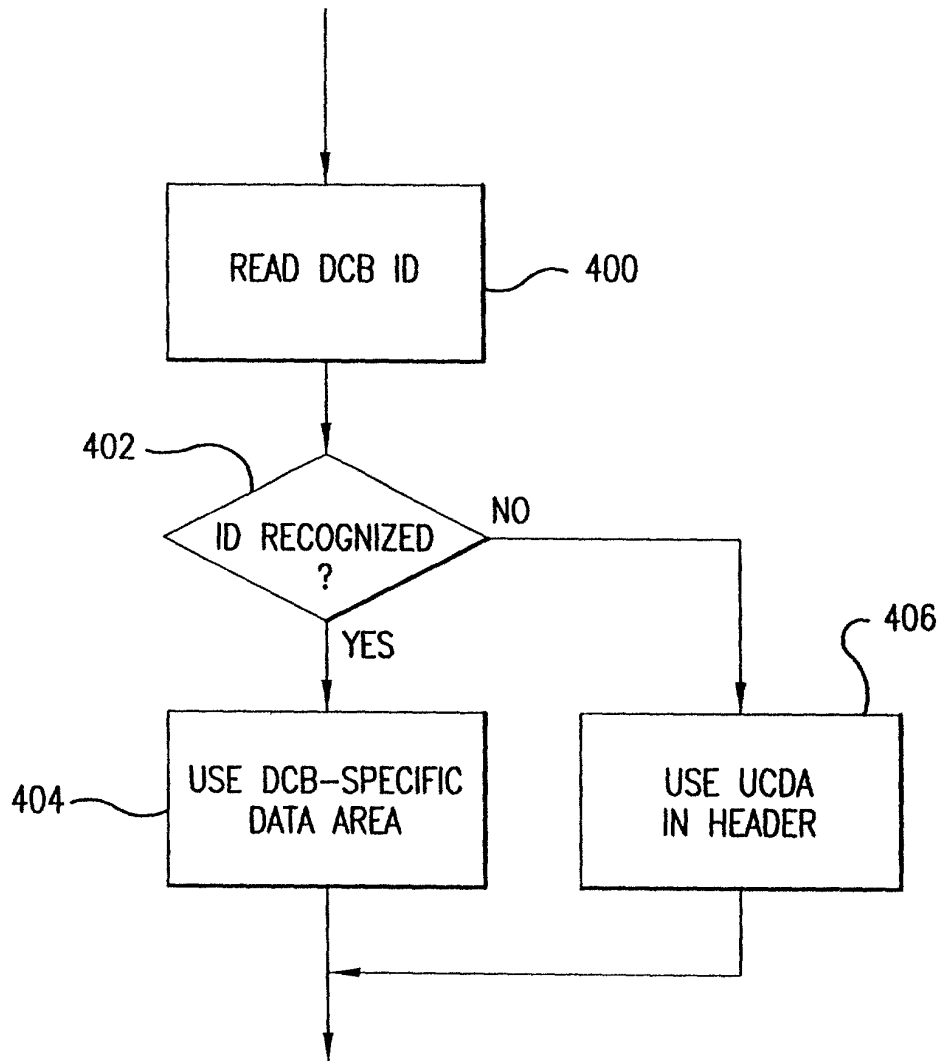 READ DCB ID
400
402
ID RECOGNIZED
?
NO
YES
406
404
USE DCB-SPECIFIC
DATA AREA
USE UCDA
IN HEADER